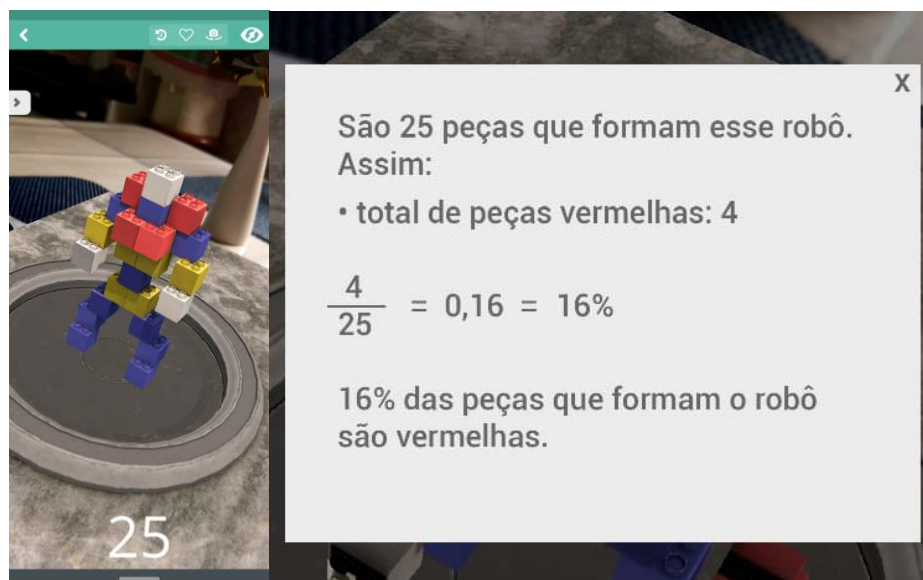 25
X
São 25 peças que formam esse robô.
Assim:
• total de peças vermelhas: 4
4
25
= 0,16 = 16%
16% das peças que formam o robô
são vermelhas.